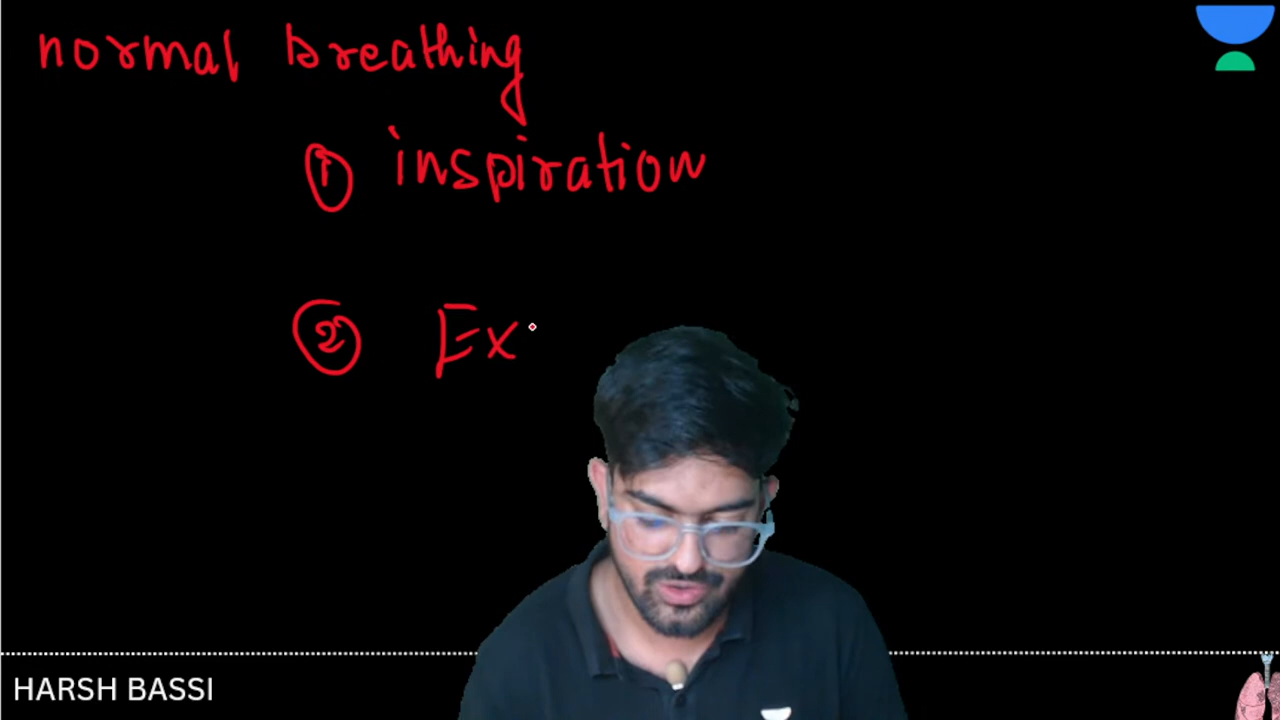 normal breathing
① inspiration
② Ex
HARSH BASSI